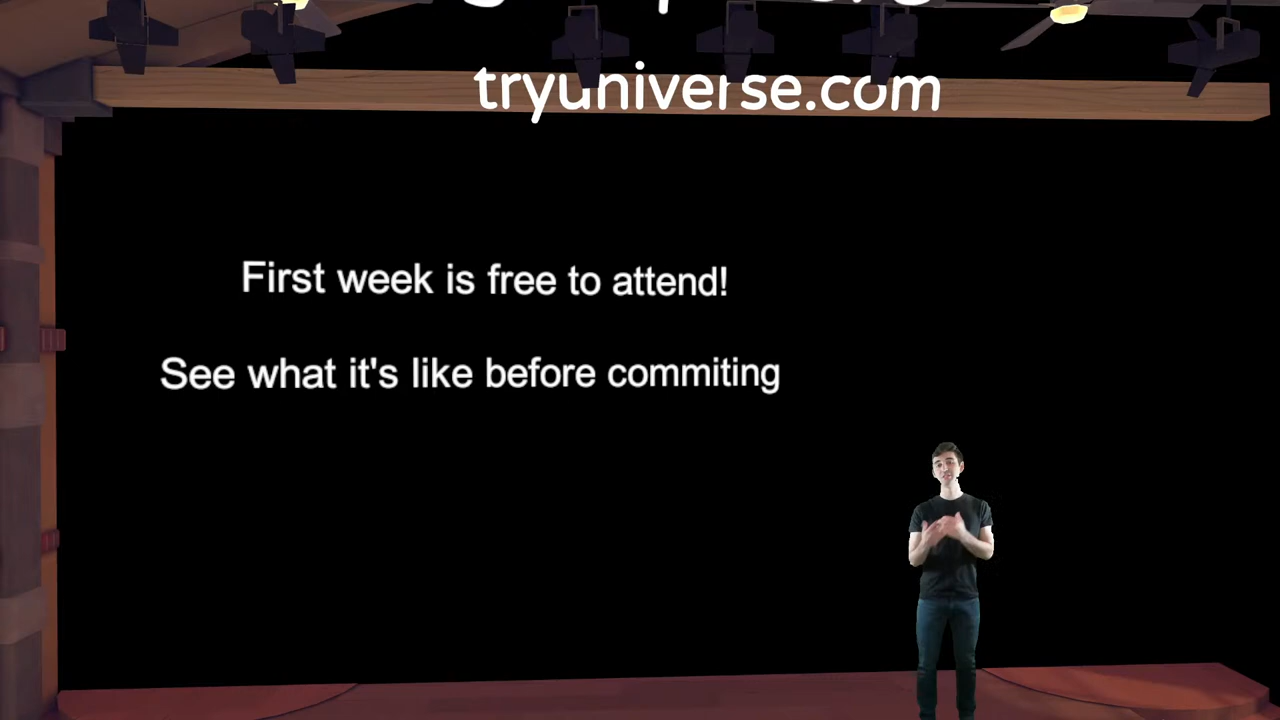 tryuniverse.com
First week is free to attend!
See what it's like before commiting